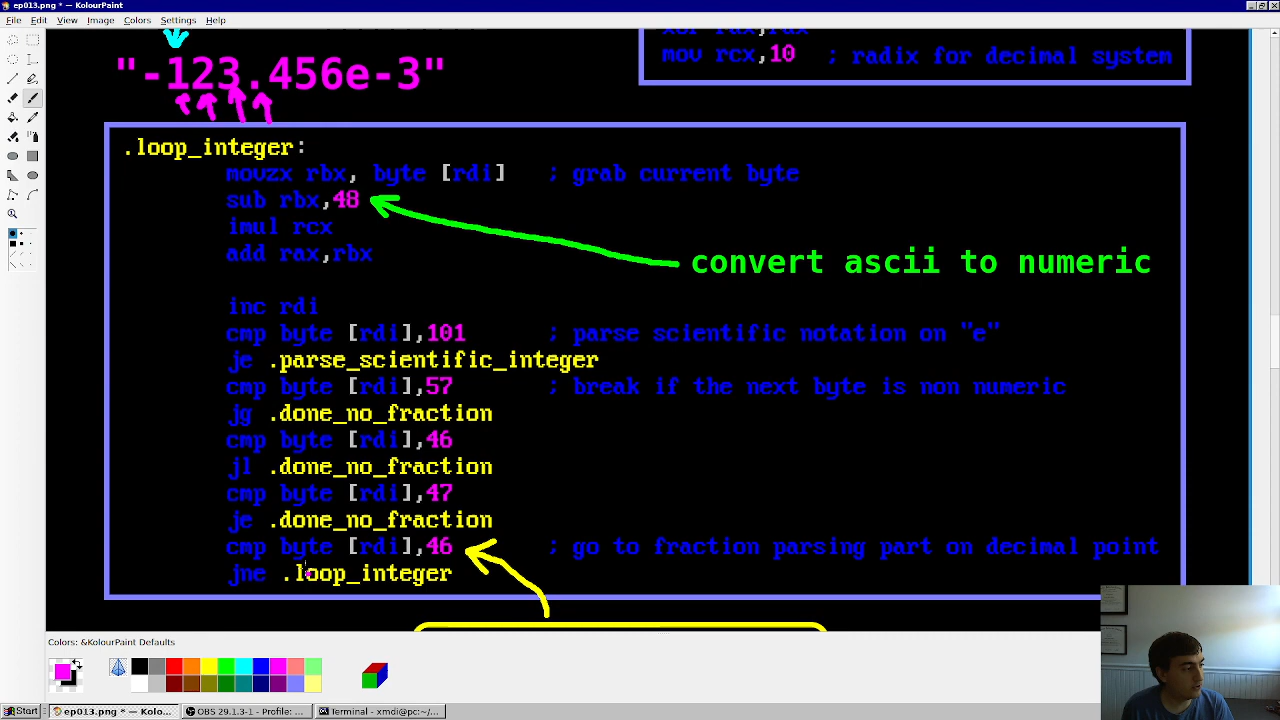 ep013.png * - KolourPaint
File Edit View Image Colors Settings Help
mov rcx,10 ; radix for decimal system
"-123.456e-3"
.loop_integer:
movzx rbx, byte [rdi] ; grab current byte
sub rbx,48
imul rcx
add rax,rbx
convert ascii to numeric
inc rdi
cmp byte [rdi],101 ; parse scientific notation on "e"
je .parse_scientific_integer
cmp byte [rdi],57 ; break if the next byte is non numeric
jg .done_no_fraction
cmp byte [rdi],46
jl .done_no_fraction
cmp byte [rdi],47
je .done_no_fraction
cmp byte [rdi],46 ; go to fraction parsing part on decimal point
jne .loop_integer
Colors: &KolourPaint Defaults
Start ep013.png * — Kolo... OBS 29.1.3-1 - Profile: ... Terminal - xmdi@pc:~/...